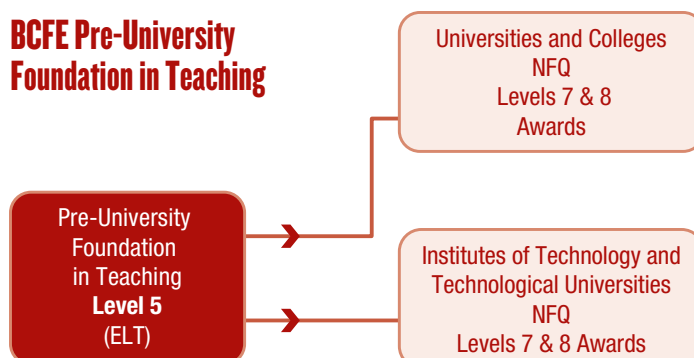 BCFE Pre-University
Foundation in Teaching
Universities and Colleges
NFQ
Levels 7 & 8
Awards
Pre-University
Foundation
in Teaching
Level 5
(ELT)
Institutes of Technology and
Technological Universities
NFQ
Levels 7 & 8 Awards